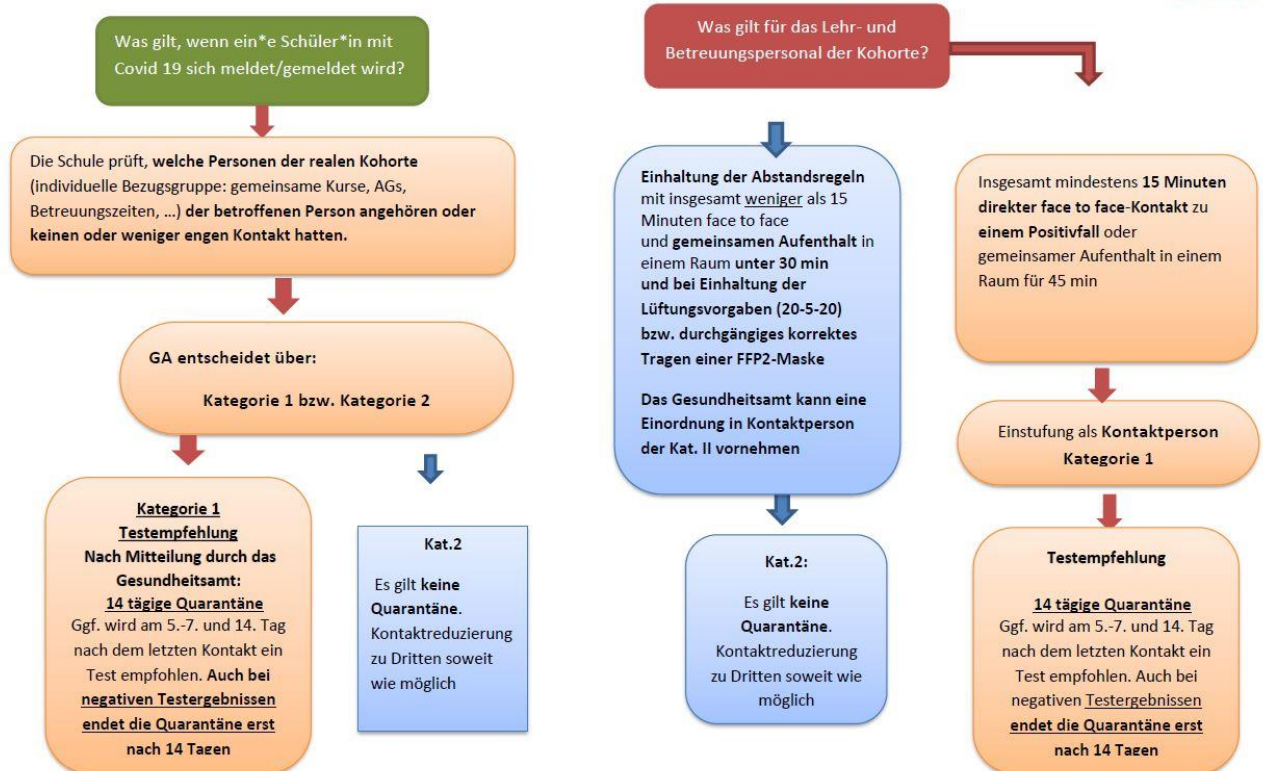 Was gilt, wenn ein*e Schüler*in mit
Covid 19 sich meldet/gemeldet wird?
Die Schule prüft, welche Personen der realen Kohorte
(individuelle Bezugsgruppe: gemeinsame Kurse, AGs,
Betreuungszeiten, ...) der betroffenen Person angehören oder
keinen oder weniger engen Kontakt hatten.
GA entscheidet über:
Kategorie 1 bzw. Kategorie 2
Kategorie 1
Testempfehlung
Nach Mitteilung durch das
Gesundheitsamt:
14 tägige Quarantäne
Ggf. wird am 5.-7. und 14. Tag
nach dem letzten Kontakt ein
Test empfohlen. Auch bei
negativen Testergebnissen
endet die Quarantäne erst
nach 14 Tagen
Kat.2
Es gilt keine
Quarantäne.
Kontaktreduzierung
zu Dritten soweit
wie möglich
Was gilt für das Lehr- und
Betreuungspersonal der Kohorte?
Einhaltung der Abstandsregeln
mit insgesamt weniger als 15
Minuten face to face
und gemeinsamen Aufenthalt in
einem Raum unter 30 min
und bei Einhaltung der
Lüftungsvorgaben (20-5-20)
bzw. durchgängiges korrektes
Tragen einer FFP2-Maske
Das Gesundheitsamt kann eine
Einordnung in Kontaktperson
der Kat. II vornehmen
Kat.2:
Es gilt keine
Quarantäne.
Kontaktreduzierung
zu Dritten soweit wie
möglich
Insgesamt mindestens 15 Minuten
direkter face to face-Kontakt zu
einem Positivfall oder
gemeinsamer Aufenthalt in einem
Raum für 45 min
Einstufung als Kontaktperson
Kategorie 1
Testempfehlung
14 tägige Quarantäne
Ggf. wird am 5.-7. und 14. Tag
nach dem letzten Kontakt ein
Test empfohlen. Auch bei
negativen Testergebnissen
endet die Quarantäne erst
nach 14 Tagen